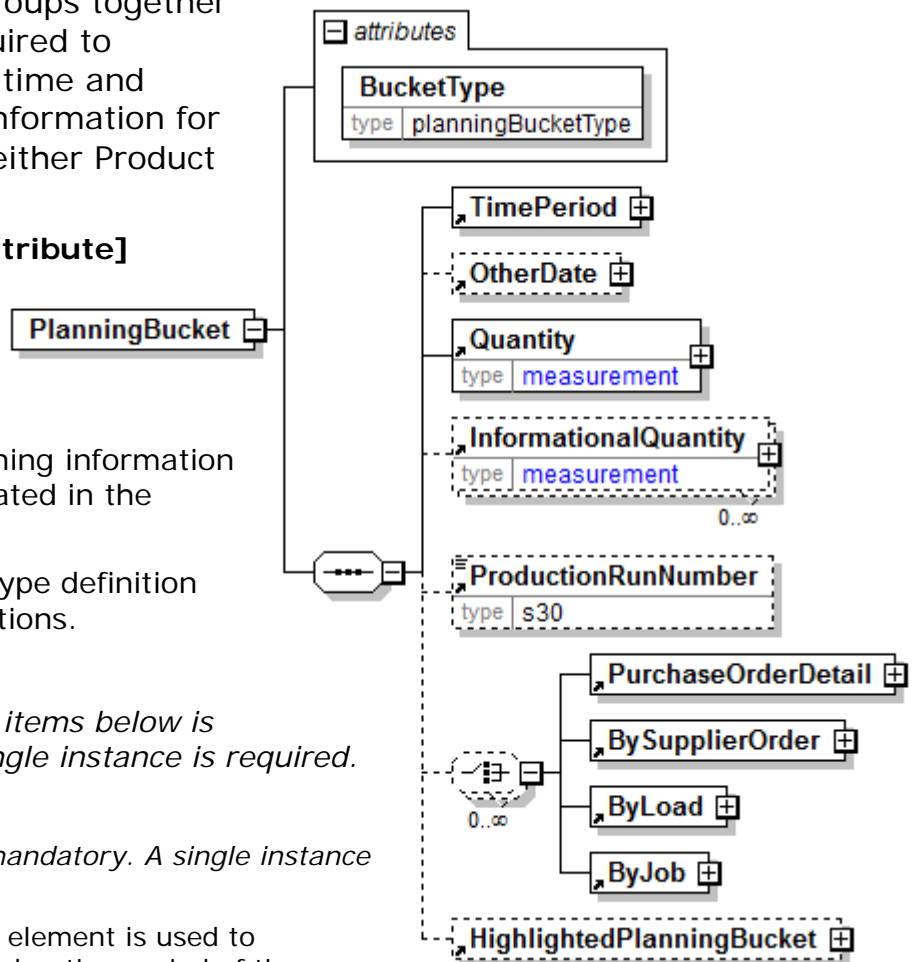 oups together
uired to
time and
nformation for
either Product
tribute]
ning information
ated in the
ype definition
tions.
items below is
ngle instance is required.
mandatory. A single instance
element is used to
PlanningBucket
attributes
BucketType
type planningBucketType
TimePeriod
OtherDate
Quantity
type measurement
InformationalQuantity
type measurement
0..∞
ProductionRunNumber
type s30
PurchaseOrderDetail
BySupplierOrder
ByLoad
ByJob
0..∞
HighlightedPlanningBucket